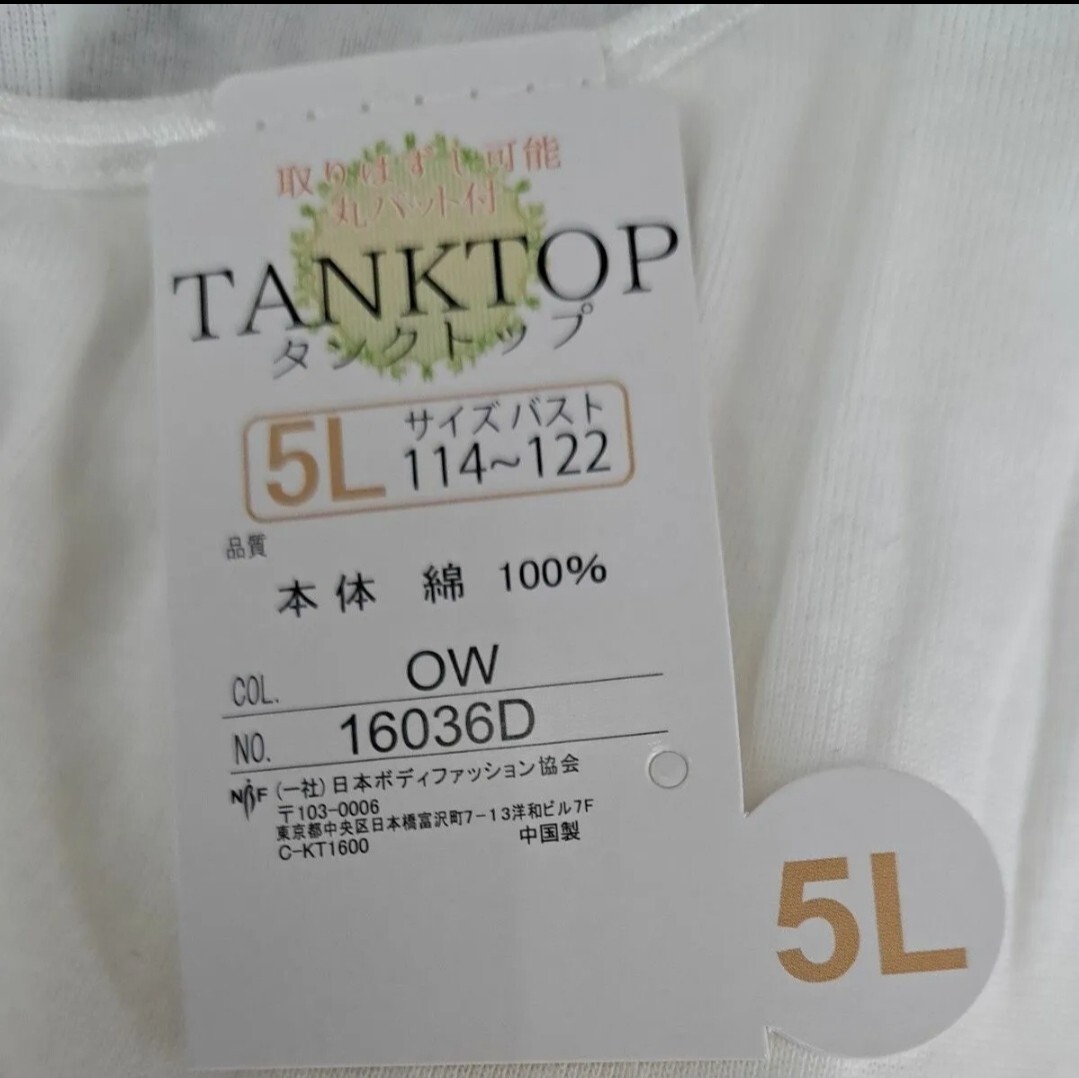 取りはずし可能
丸パット付
TANKTOP
タンクトップ
5L サイズ バスト
114~122
品質
本体 綿 100%
COL. OW
NO. 16036D
NBF (一社)日本ボディファッション協会
〒103-0006
東京都中央区日本橋富沢町7-13洋和ビル7F
C-KT1600 中国製
5L